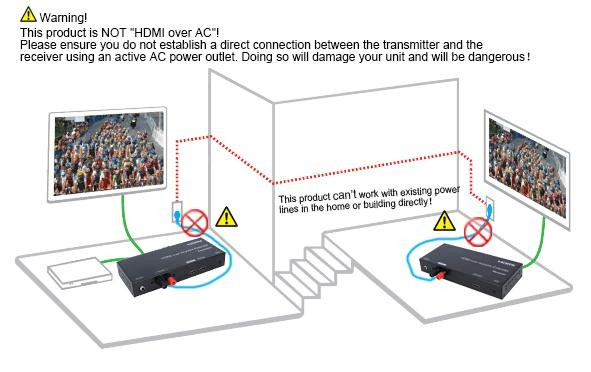 Warning!
This product is NOT "HDMI over AC"!
Please ensure you do not establish a direct connection between the transmitter and the
receiver using an active AC power outlet. Doing so will damage your unit and will be dangerous!
This product can't work with existing power
lines in the home or building directly!